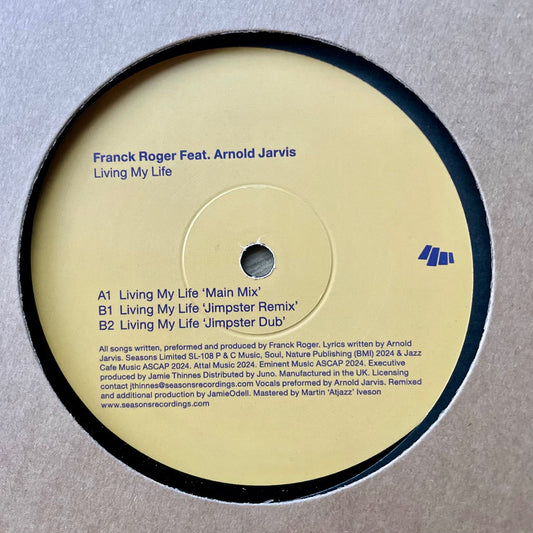 Franck Roger Feat. Arnold Jarvis
Living My Life
A1 Living My Life ‘Main Mix’
B1 Living My Life ‘Jimpster Remix’
B2 Living My Life ‘Jimpster Dub’
All songs written, preformed and produced by Franck Roger. Lyrics written by Arnold
Jarvis. Seasons Limited SL-108 P & C Music, Soul, Nature Publishing (BMI) 2024 & Jazz
Cafe Music ASCAP 2024. Attal Music 2024. Eminent Music ASCAP 2024. Executive
produced by Jamie Thinnes Distributed by Juno. Manufactured in the UK. Licensing
contact jthinnes@seasonsrecordings.com Vocals preformed by Arnold Jarvis. Remixed
and additional production by JamieOdell. Mastered by Martin ‘Atjazz’ Iveson
www.seasonsrecordings.com